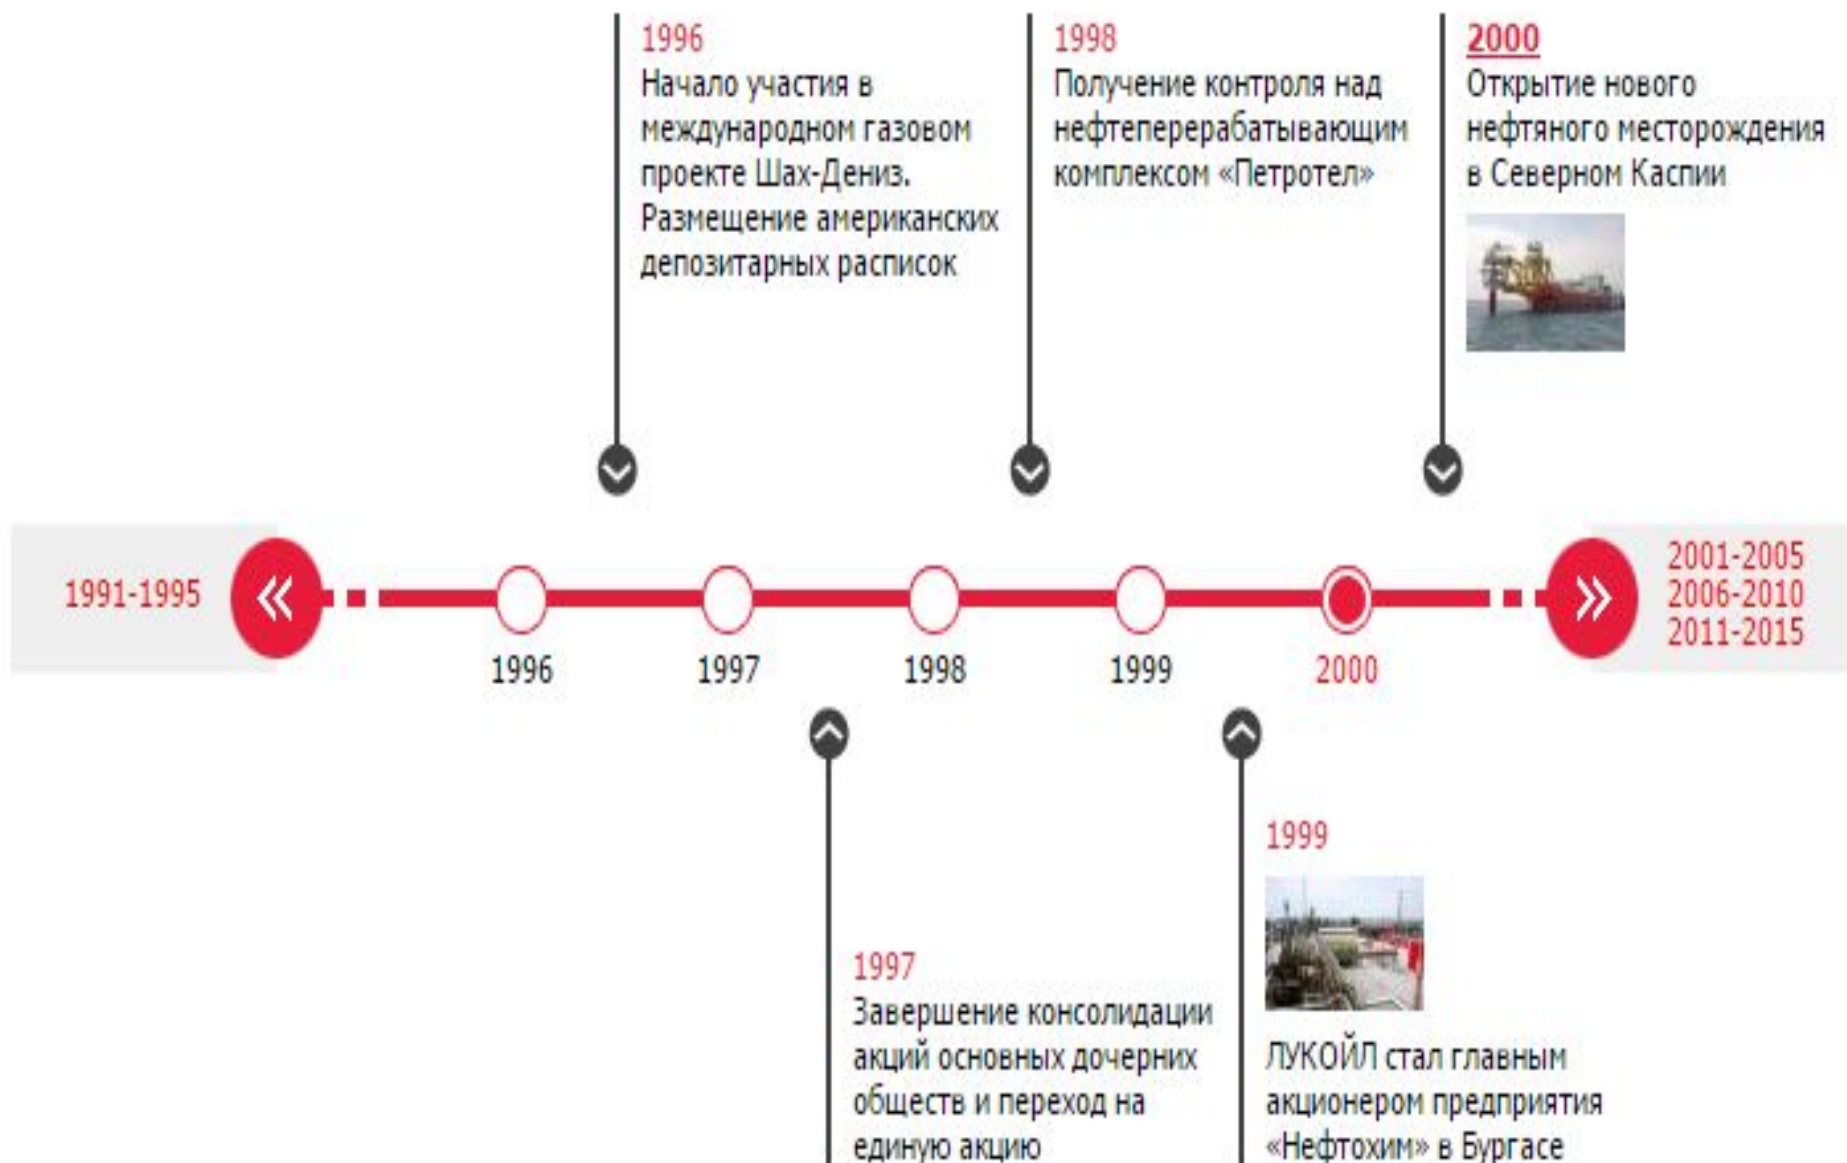 1996
Начало участия в
международном газовом
проекте Шах-Дениз.
Размещение американских
депозитарных расписок
1998
Получение контроля над
нефтеперерабатывающим
комплексом «Петротел»
2000
Открытие нового
нефтяного месторождения
в Северном Каспии
1991-1995
2001-2005
2006-2010
2011-2015
1996
1997
1998
1999
2000
1997
Завершение консолидации
акций основных дочерних
обществ и переход на
единую акцию
1999
ЛУКОЙЛ стал главным
акционером предприятия
«Нефтохим» в Бургасе